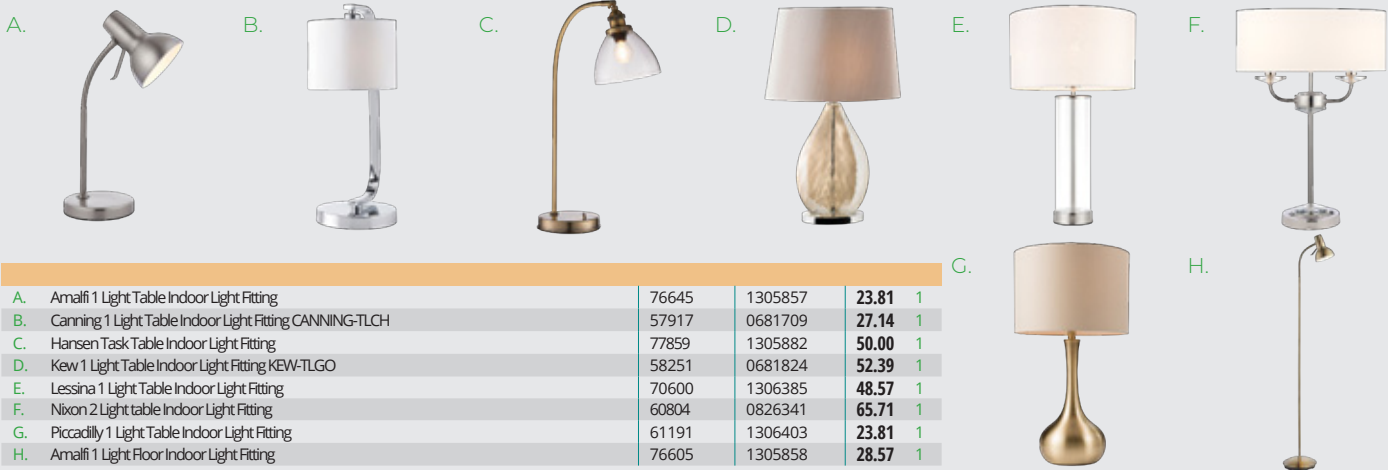 A.
B.
C.
D.
E.
F.
G.
H.
A. Amalfi 1 Light Table Indoor Light Fitting 76645 1305857 23.81 1
B. Canning 1 Light Table Indoor Light Fitting CANNING-TLCH 57917 0681709 27.14 1
C. Hansen Task Table Indoor Light Fitting 77859 1305882 50.00 1
D. Kew 1 Light Table Indoor Light Fitting KEW-TLGO 58251 0681824 52.39 1
E. Lessina 1 Light Table Indoor Light Fitting 70600 1306385 48.57 1
F. Nixon 2 Light table Indoor Light Fitting 60804 0826341 65.71 1
G. Piccadilly 1 Light Table Indoor Light Fitting 61191 1306403 23.81 1
H. Amalfi 1 Light Floor Indoor Light Fitting 76605 1305858 28.57 1